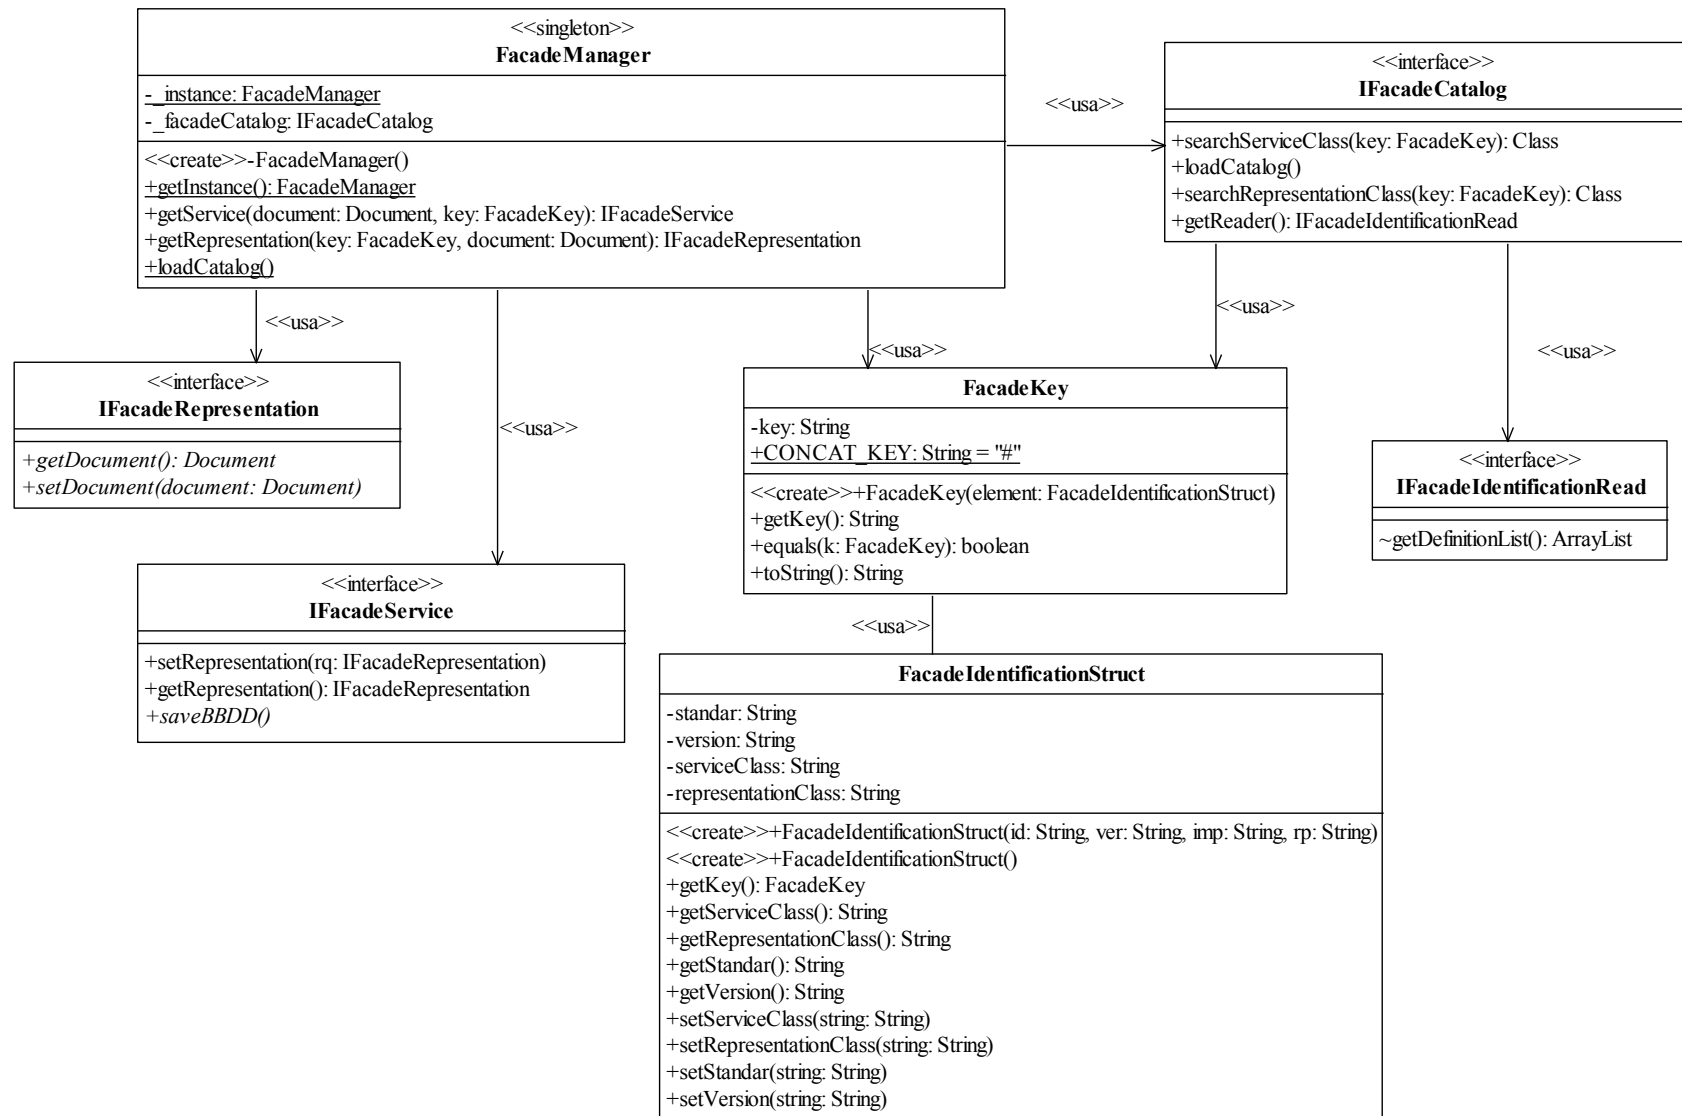 <<singleton>>
FacadeManager
-_instance: FacadeManager
-_facadeCatalog: IFacadeCatalog
<<create>>-FacadeManager()
+getInstance(): FacadeManager
+getService(document: Document, key: FacadeKey): IFacadeService
+getRepresentation(key: FacadeKey, document: Document): IFacadeRepresentation
+loadCatalog()
<<usa>>
<<interface>>
IFacadeCatalog
+searchServiceClass(key: FacadeKey): Class
+loadCatalog()
+searchRepresentationClass(key: FacadeKey): Class
+getReader(): IFacadeIdentificationRead
<<usa>>
<<usa>>
<<usa>>
<<usa>>
<<usa>>
<<interface>>
IFacadeRepresentation
+getDocument(): Document
+setDocument(document: Document)
FacadeKey
-key: String
+CONCAT_KEY: String = "#"
<<create>>+FacadeKey(element: FacadeIdentificationStruct)
+getKey(): String
+equals(k: FacadeKey): boolean
+toString(): String
<<interface>>
IFacadeIdentificationRead
~getDefinitionList(): ArrayList
<<interface>>
IFacadeService
+setRepresentation(rq: IFacadeRepresentation)
+getRepresentation(): IFacadeRepresentation
+saveBBDD()
<<usa>>
FacadeIdentificationStruct
-standar: String
-version: String
-serviceClass: String
-representationClass: String
<<create>>+FacadeIdentificationStruct(id: String, ver: String, imp: String, rp: String)
<<create>>+FacadeIdentificationStruct()
+getKey(): FacadeKey
+getServiceClass(): String
+getRepresentationClass(): String
+getStandar(): String
+getVersion(): String
+setServiceClass(string: String)
+setRepresentationClass(string: String)
+setStandar(string: String)
+setVersion(string: String)